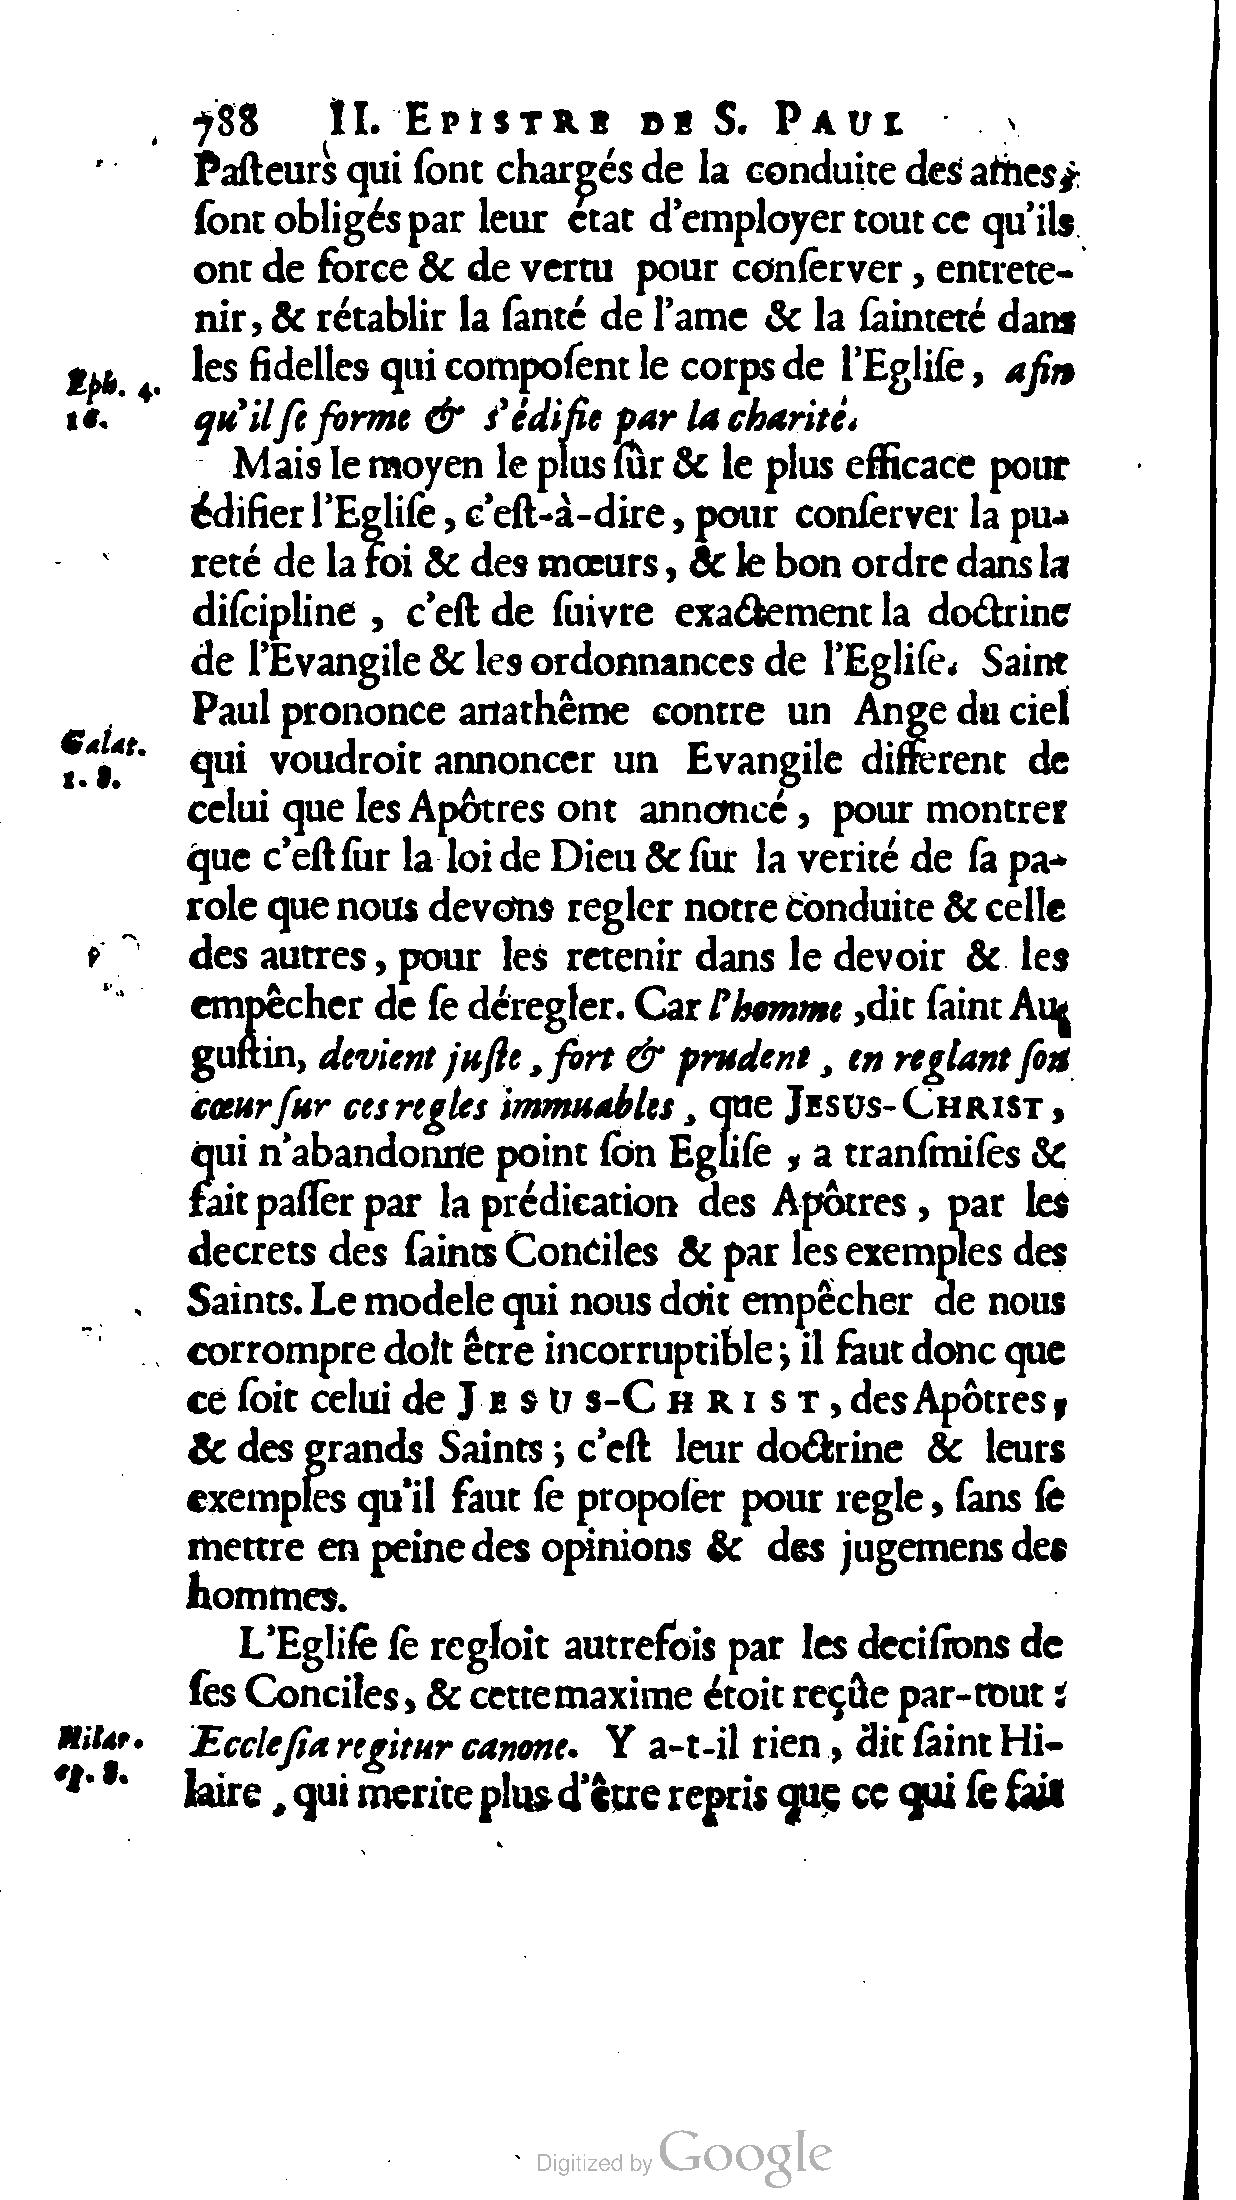 788 II. EPISTRE DE S. PAUL
Paſteurs qui ſont chargés de la conduite des ames,
ſont obligés par leur état d'employer tout ce qu'ils
ont de force & de vertu pour conſerver, entrete-
nir, & rétablir la ſanté de l'ame & la ſainteté dans
les fidelles qui compoſent le corps de l'Egliſe, afin
Eph. 4.
16.
qu'il ſe forme & s'édifie par la charité.
Mais le moyen le plus ſûr & le plus efficace pour
édifier l'Egliſe, c'eſt-à-dire, pour conſerver la pu-
reté de la foi & des mœurs, & le bon ordre dans la
diſcipline, c'eſt de ſuivre exactement la doctrine
de l'Evangile & les ordonnances de l'Egliſe. Saint
Paul prononce anathême contre un Ange du ciel
Galat.
1. 8.
qui voudroit annoncer un Evangile different de
celui que les Apôtres ont annoncé, pour montrer
que c'eſt ſur la loi de Dieu & ſur la verité de ſa pa-
role que nous devons regler notre conduite & celle
des autres, pour les retenir dans le devoir & les
empêcher de ſe déregler. Car l'homme, dit ſaint Au-
guſtin, devient juſte, fort & prudent, en reglant ſon
cœur ſur ces regles immuables, que JESUS-CHRIST,
qui n'abandonne point ſon Egliſe, a tranſmiſes &
fait paſſer par la prédication des Apôtres, par les
decrets des ſaints Conciles & par les exemples des
Saints. Le modele qui nous doit empêcher de nous
corrompre doit être incorruptible; il faut donc que
ce ſoit celui de JESUS-CHRIST, des Apôtres,
& des grands Saints; c'eſt leur doctrine & leurs
exemples qu'il faut ſe propoſer pour regle, ſans ſe
mettre en peine des opinions & des jugemens des
hommes.
L'Egliſe ſe regloit autrefois par les deciſions de
ſes Conciles, & cette maxime étoit reçûe par-tout :
Hilar.
ep. 8.
Eccleſia regitur canone. Y a-t-il rien, dit ſaint Hi-
laire, qui merite plus d'être repris que ce qui ſe fait
Digitized by Google